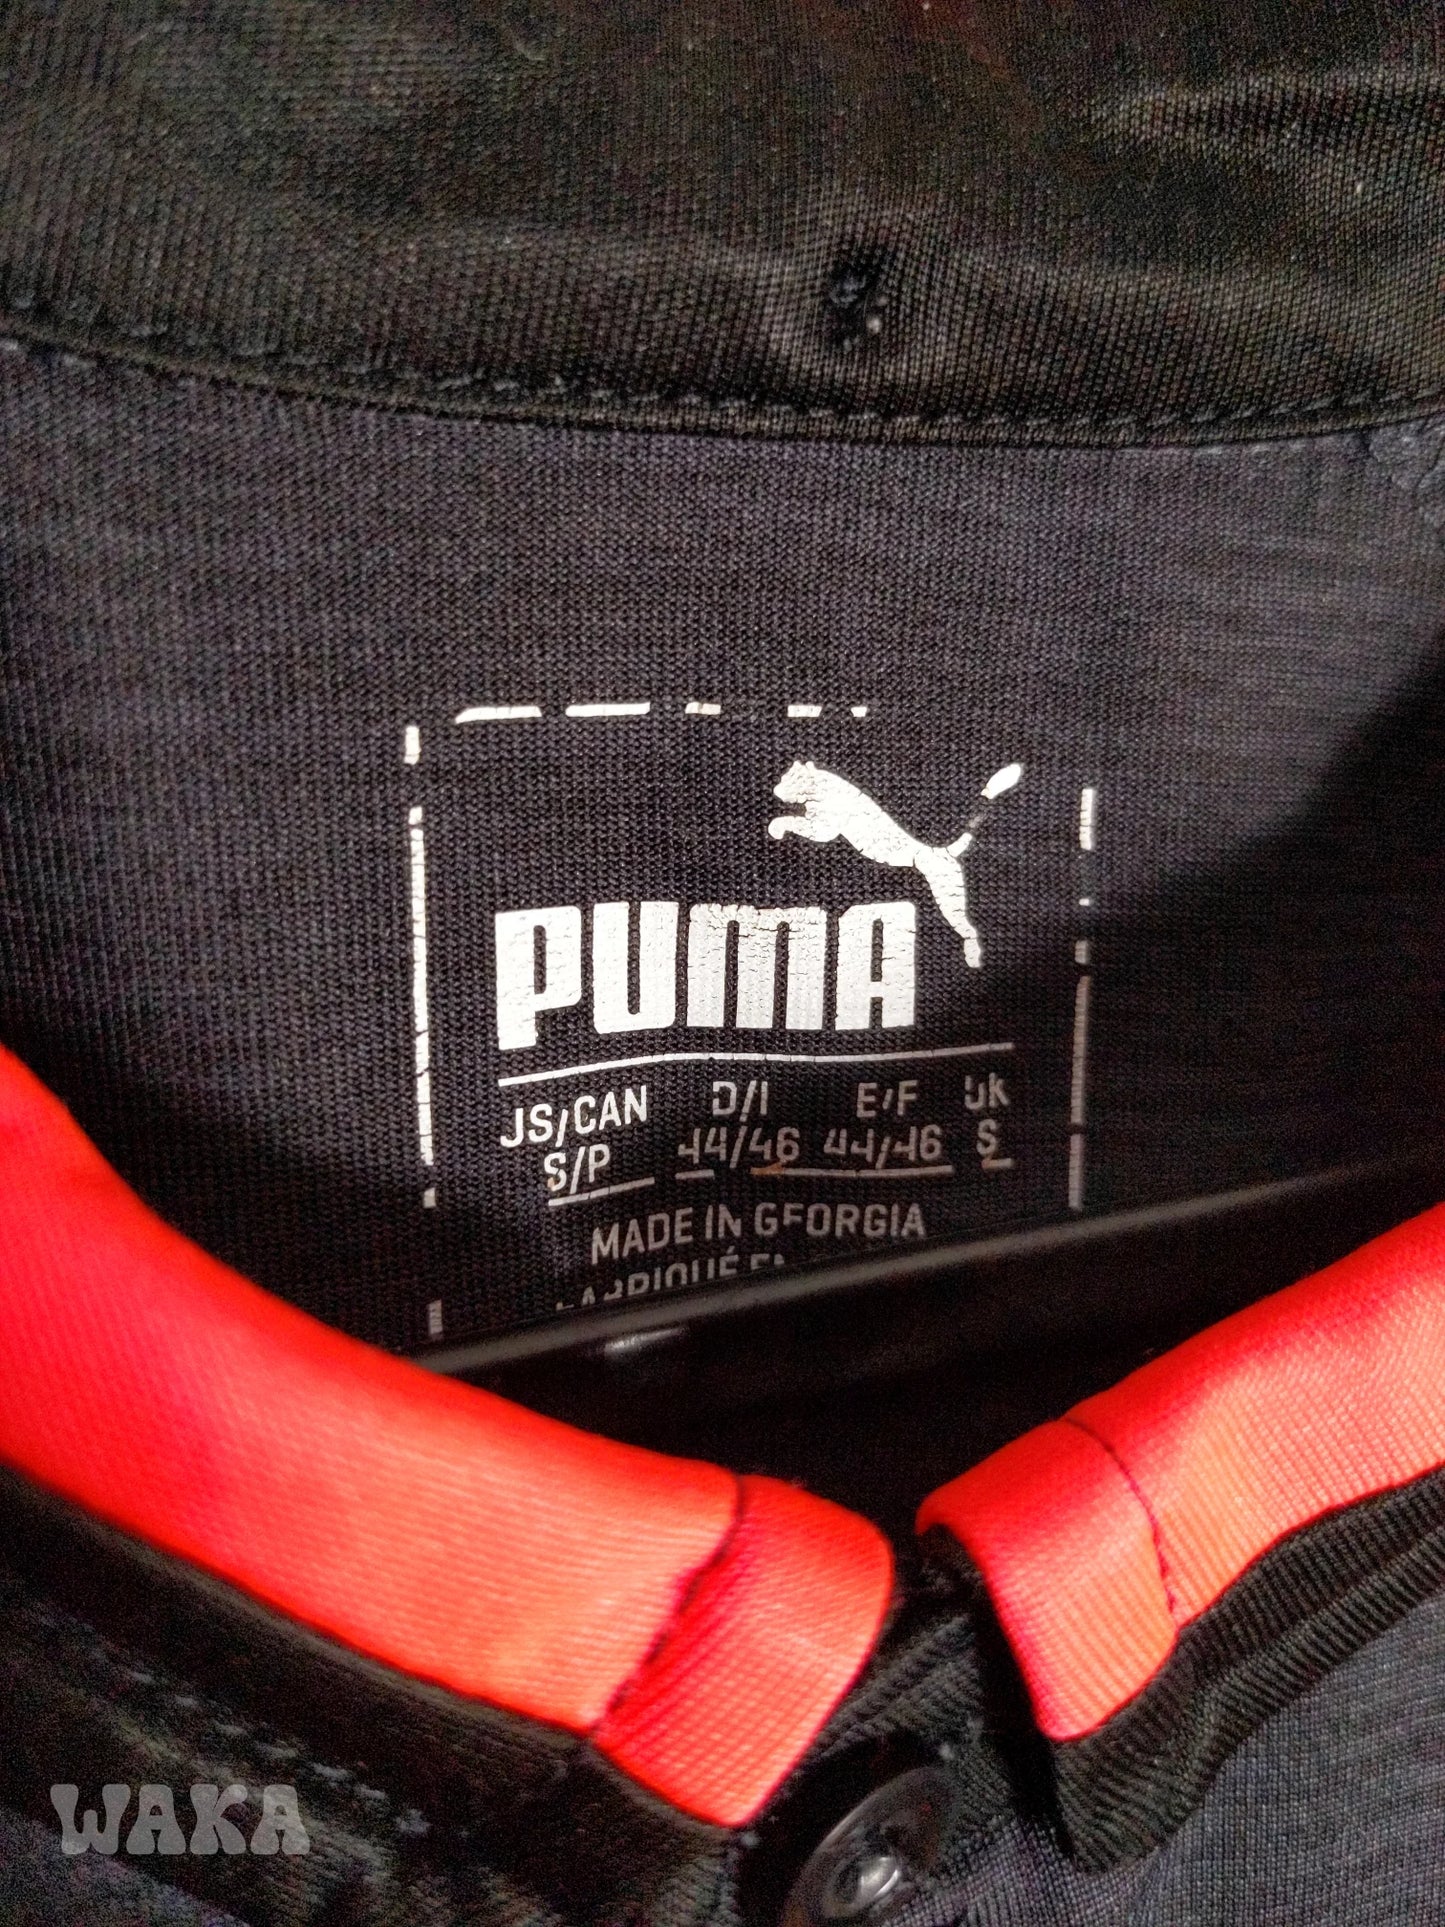 PUMA
JS/CAN D/I E/F UK
S/P 44/46 44/46 S
MADE IN GEORGIA
WAKA